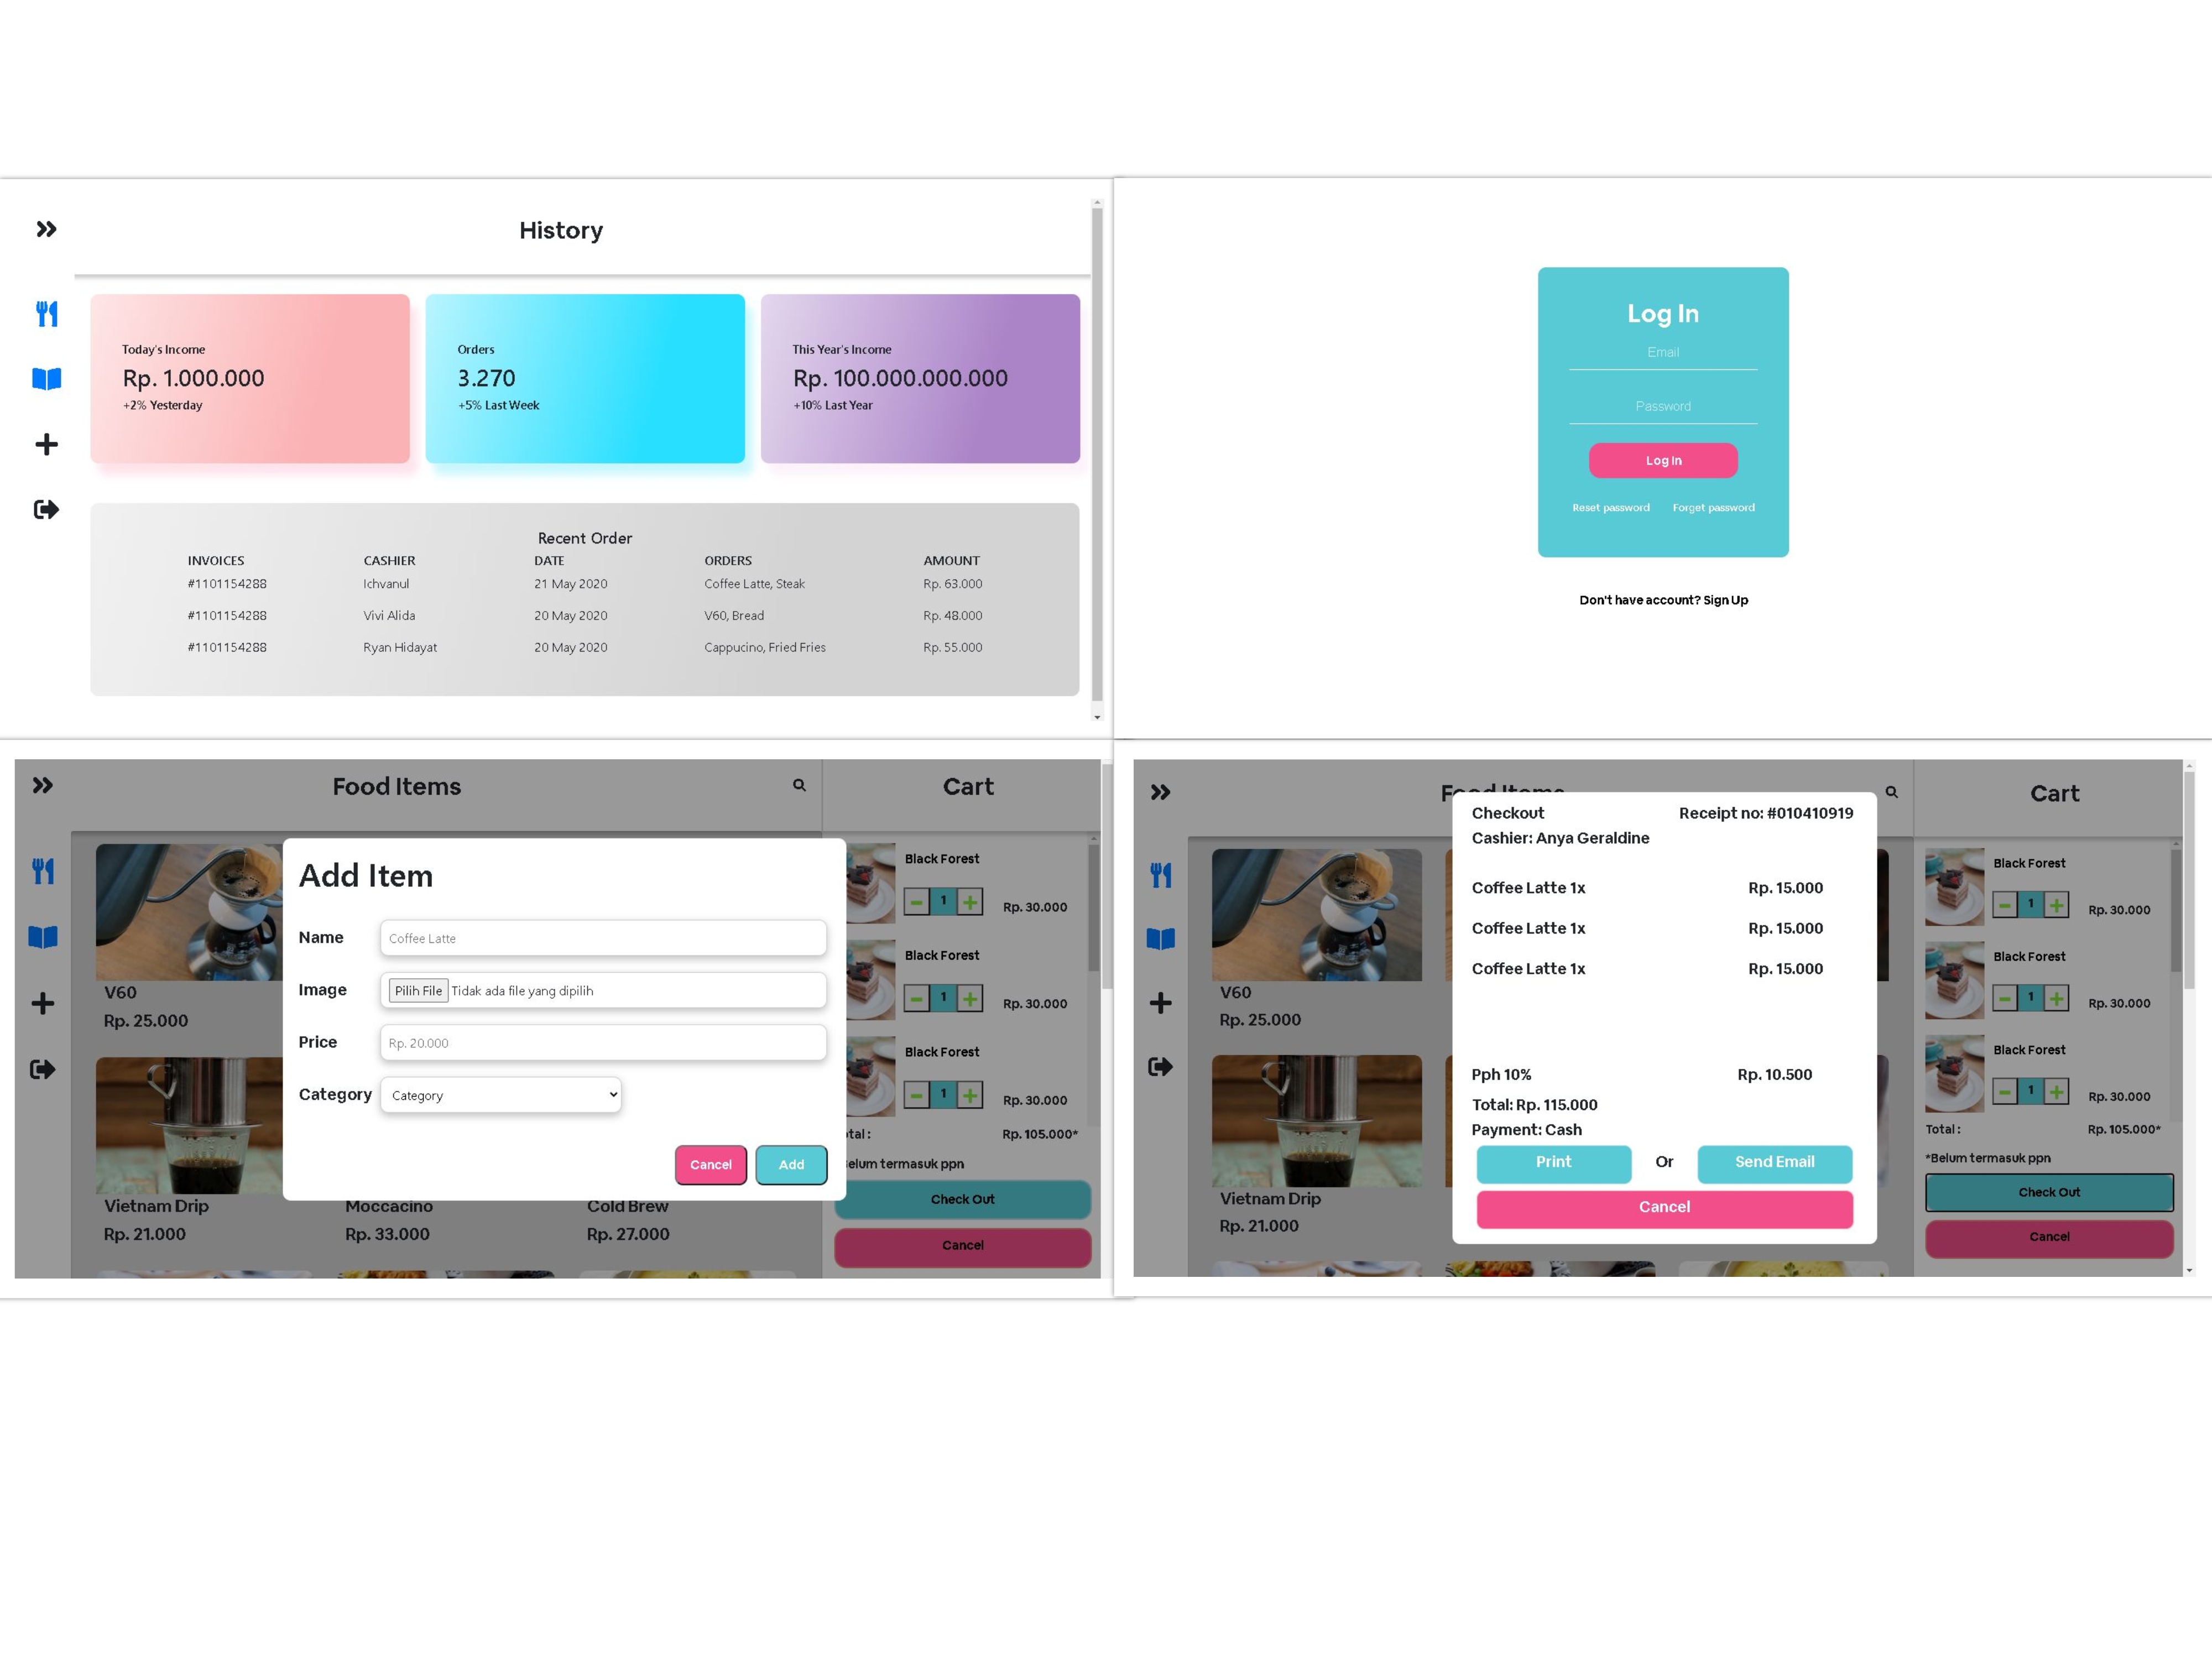 History
Today's Income
Rp. 1.000.000
+2% Yesterday
Orders
3.270
+5% Last Week
This Year's Income
Rp. 100.000.000.000
+10% Last Year
Recent Order
INVOICES CASHIER DATE ORDERS AMOUNT
#1101154288 Ichvanul 21 May 2020 Coffee Latte, Steak Rp. 63.000
#1101154288 Vivi Alida 20 May 2020 V60, Bread Rp. 48.000
#1101154288 Ryan Hidayat 20 May 2020 Cappucino, Fried Fries Rp. 55.000
Log In
Email
Password
Log In
Reset password Forget password
Don't have account? Sign Up
Food Items
Cart
V60
Rp. 25.000
Vietnam Drip
Rp. 21.000
Moccacino
Rp. 33.000
Cold Brew
Rp. 27.000
Add Item
Name Coffee Latte
Image Pilih File Tidak ada file yang dipilih
Price Rp. 20.000
Category Category
Cancel Add
Black Forest
1 Rp. 30.000
Black Forest
1 Rp. 30.000
Black Forest
1 Rp. 30.000
tal : Rp. 105.000*
elum termasuk ppn
Check Out
Cancel
Food Items
Cart
V60
Rp. 25.000
Vietnam Drip
Rp. 21.000
Checkout Receipt no: #010410919
Cashier: Anya Geraldine
Coffee Latte 1x Rp. 15.000
Coffee Latte 1x Rp. 15.000
Coffee Latte 1x Rp. 15.000
Pph 10% Rp. 10.500
Total: Rp. 115.000
Payment: Cash
Print Or Send Email
Cancel
Black Forest
1 Rp. 30.000
Black Forest
1 Rp. 30.000
Black Forest
1 Rp. 30.000
Total : Rp. 105.000*
*Belum termasuk ppn
Check Out
Cancel